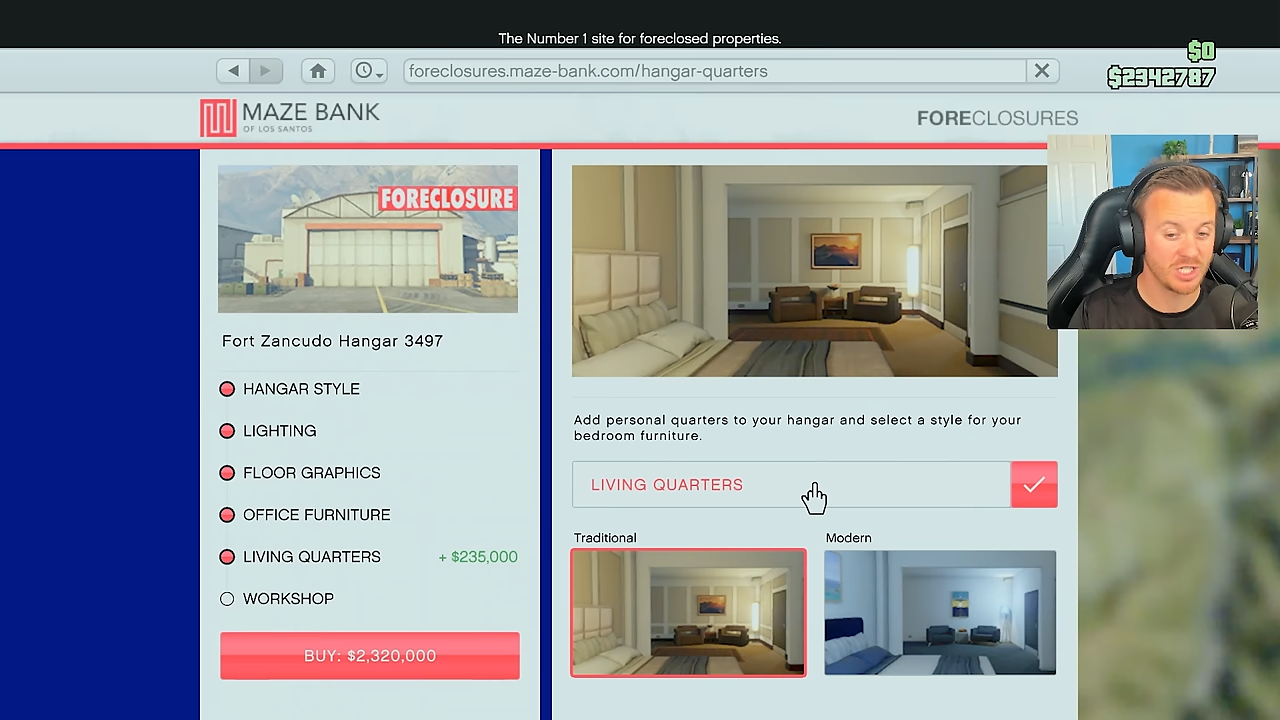 The Number 1 site for foreclosed properties.
$0
$2342787
foreclosures.maze-bank.com/hangar-quarters
MAZE BANK
OF LOS SANTOS
FORECLOSURES
FORECLOSURE
Fort Zancudo Hangar 3497
HANGAR STYLE
LIGHTING
FLOOR GRAPHICS
OFFICE FURNITURE
LIVING QUARTERS + $235,000
WORKSHOP
BUY: $2,320,000
Add personal quarters to your hangar and select a style for your
bedroom furniture.
LIVING QUARTERS
Traditional
Modern